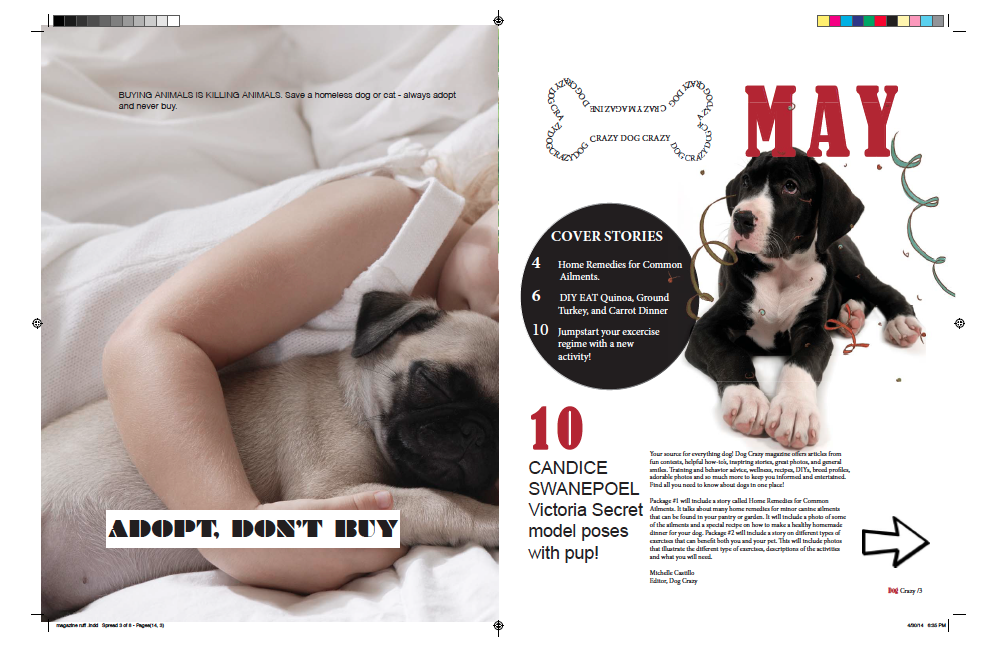 BUYING ANIMALS IS KILLING ANIMALS. Save a homeless dog or cat - always adopt
and never buy.
ADOPT, DON'T BUY
magazine ruff .indd   Spread 3 of 8 - Pages(14, 3)
CRAZY DOG CRAZY
CRAZY MAGAZINE
MAY
COVER STORIES
4 Home Remedies for Common
Ailments.
6 DIY EAT Quinoa, Ground
Turkey, and Carrot Dinner
10 Jumpstart your excercise
regime with a new
activity!
10
CANDICE
SWANEPOEL
Victoria Secret
model poses
with pup!
Your source for everything dog! Dog Crazy magazine offers articles from
fun contests, helpful how-to's, inspiring stories, great photos, and general
smiles. Training and behavior advice, wellness, recipes, DIYs, breed profiles,
adorable photos and so much more to keep you informed and entertained.
Find all you need to know about dogs in one place!
Package #1 will include a story called Home Remedies for Common
Ailments. It talks about many home remedies for minor canine ailments
that can be found in your pantry or garden. It will include a photo of some
of the ailments and a special recipe on how to make a healthy homemade
dinner for your dog. Package #2 will include a story on different types of
exercises that can benefit both you and your pet. This will include photos
that illustrate the different type of exercises, descriptions of the activities
and what you will need.
Michelle Castillo
Editor, Dog Crazy
Dog Crazy /3
4/30/14   6:35 PM